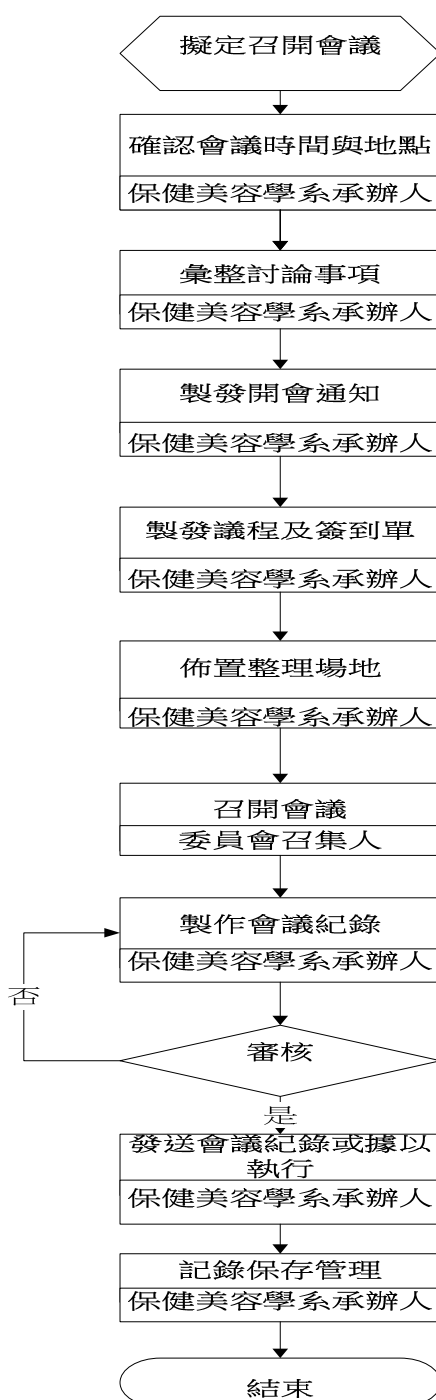 擬定召開會議
確認會議時間與地點
保健美容學系承辦人
彙整討論事項
保健美容學系承辦人
製發開會通知
保健美容學系承辦人
製發議程及簽到單
保健美容學系承辦人
佈置整理場地
保健美容學系承辦人
召開會議
委員會召集人
製作會議紀錄
保健美容學系承辦人
否
審核
是
發送會議紀錄或據以
執行
保健美容學系承辦人
記錄保存管理
保健美容學系承辦人
結束